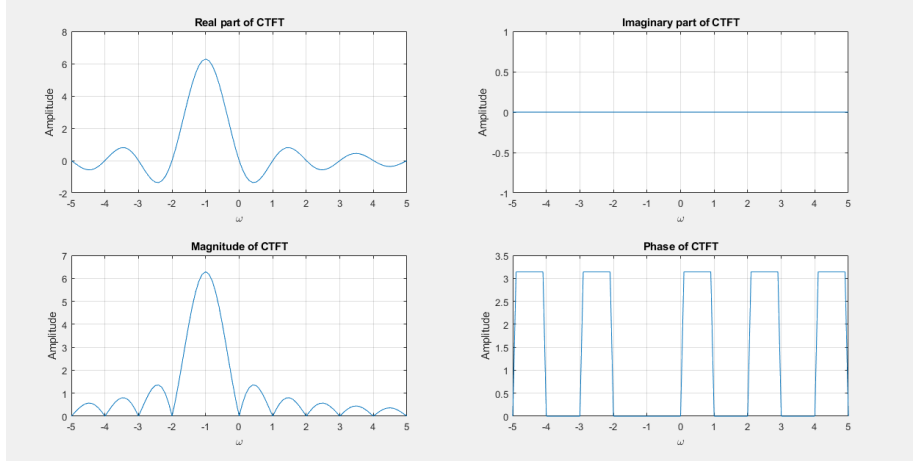 Real part of CTFT
8
6
4
2
0
-2
Amplitude
-5 -4 -3 -2 -1 0 1 2 3 4 5
ω
Imaginary part of CTFT
1
0.5
0
-0.5
-1
Amplitude
-5 -4 -3 -2 -1 0 1 2 3 4 5
ω
Magnitude of CTFT
7
6
5
4
3
2
1
0
Amplitude
-5 -4 -3 -2 -1 0 1 2 3 4 5
ω
Phase of CTFT
3.5
3
2.5
2
1.5
1
0.5
0
Amplitude
-5 -4 -3 -2 -1 0 1 2 3 4 5
ω